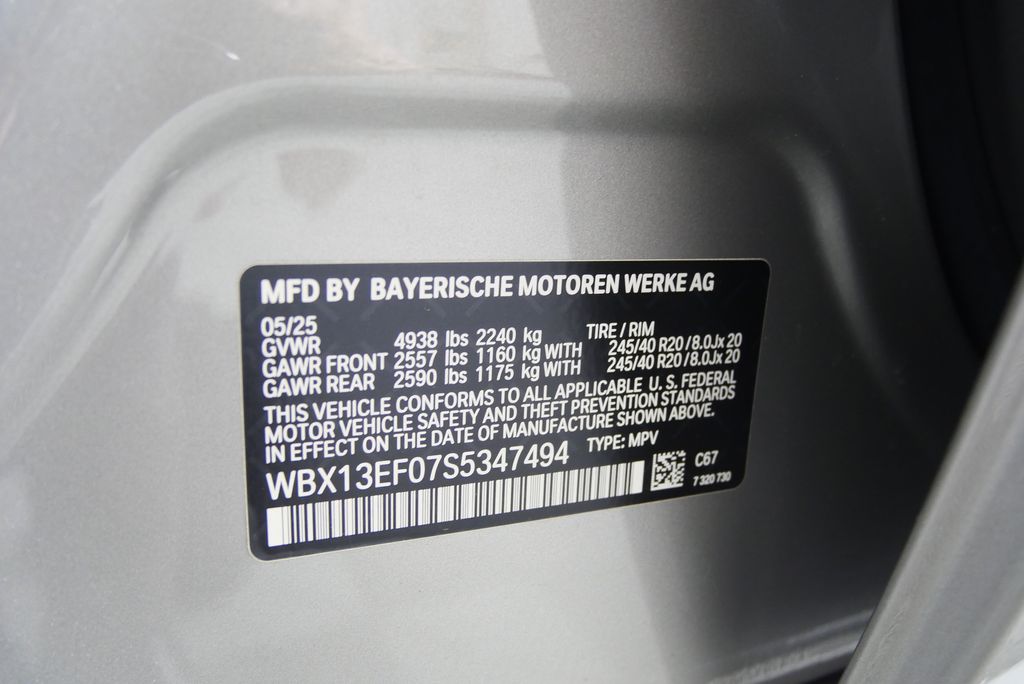 MFD BY BAYERISCHE MOTOREN WERKE AG
05/25
GVWR 4938 lbs 2240 kg TIRE / RIM
GAWR FRONT 2557 lbs 1160 kg WITH 245/40 R20 / 8.0Jx 20
GAWR REAR 2590 lbs 1175 kg WITH 245/40 R20 / 8.0Jx 20
THIS VEHICLE CONFORMS TO ALL APPLICABLE U.S. FEDERAL
MOTOR VEHICLE SAFETY AND THEFT PREVENTION STANDARDS
IN EFFECT ON THE DATE OF MANUFACTURE SHOWN ABOVE.
WBX13EF07S5347494 TYPE: MPV
C67
7 320 730